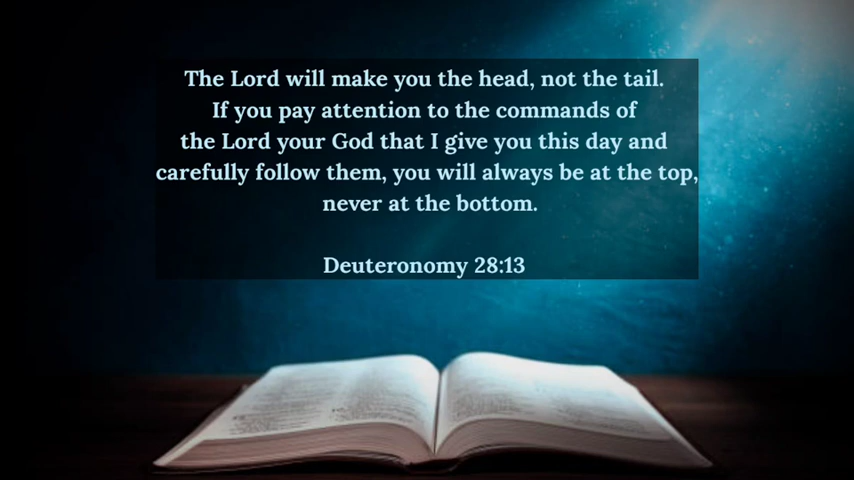 The Lord will make you the head, not the tail.
If you pay attention to the commands of
the Lord your God that I give you this day and
carefully follow them, you will always be at the top,
never at the bottom.
Deuteronomy 28:13